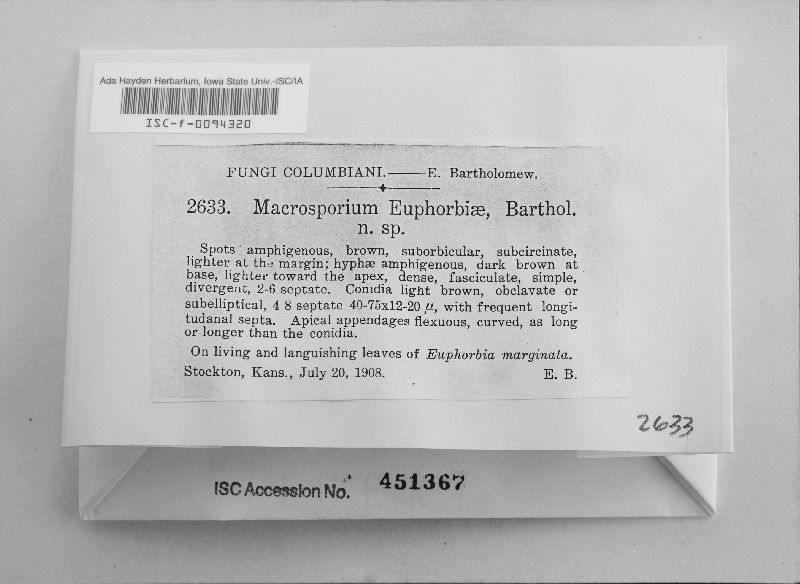 Ada Hayden Herbarium, Iowa State Univ.-ISC/IA
ISC-f-0094320
FUNGI COLUMBIANI.——E. Bartholomew.
2633. Macrosporium Euphorbiæ, Barthol.
n. sp.
Spots amphigenous, brown, suborbicular, subcircinate,
lighter at the margin; hyphæ amphigenous, dark brown at
base, lighter toward the apex, dense, fasciculate, simple,
divergent, 2-6 septate. Conidia light brown, obclavate or
subelliptical, 4 8 septate 40-75x12-20 µ, with frequent longi-
tudanal septa. Apical appendages flexuous, curved, as long
or longer than the conidia.
On living and languishing leaves of Euphorbia marginata.
Stockton, Kans., July 20, 1908. E. B.
2633
ISC Accession No. 451367